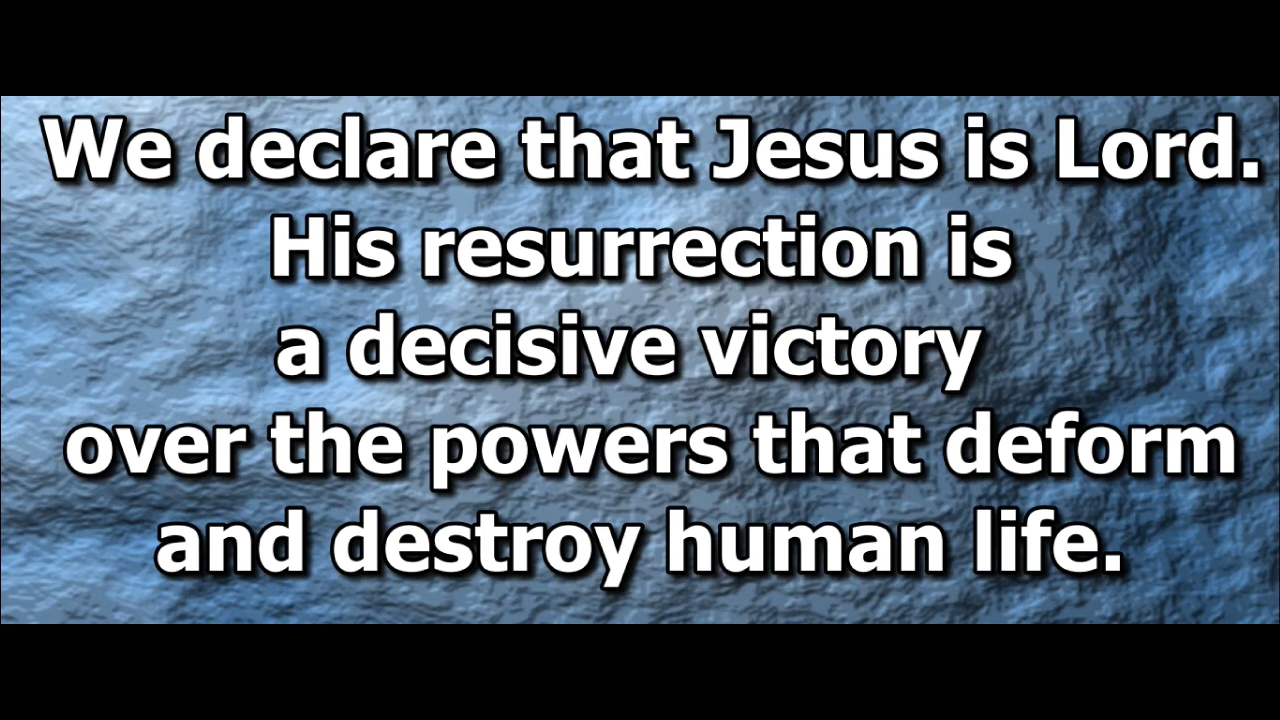 We declare that Jesus is Lord.
His resurrection is
a decisive victory
over the powers that deform
and destroy human life.